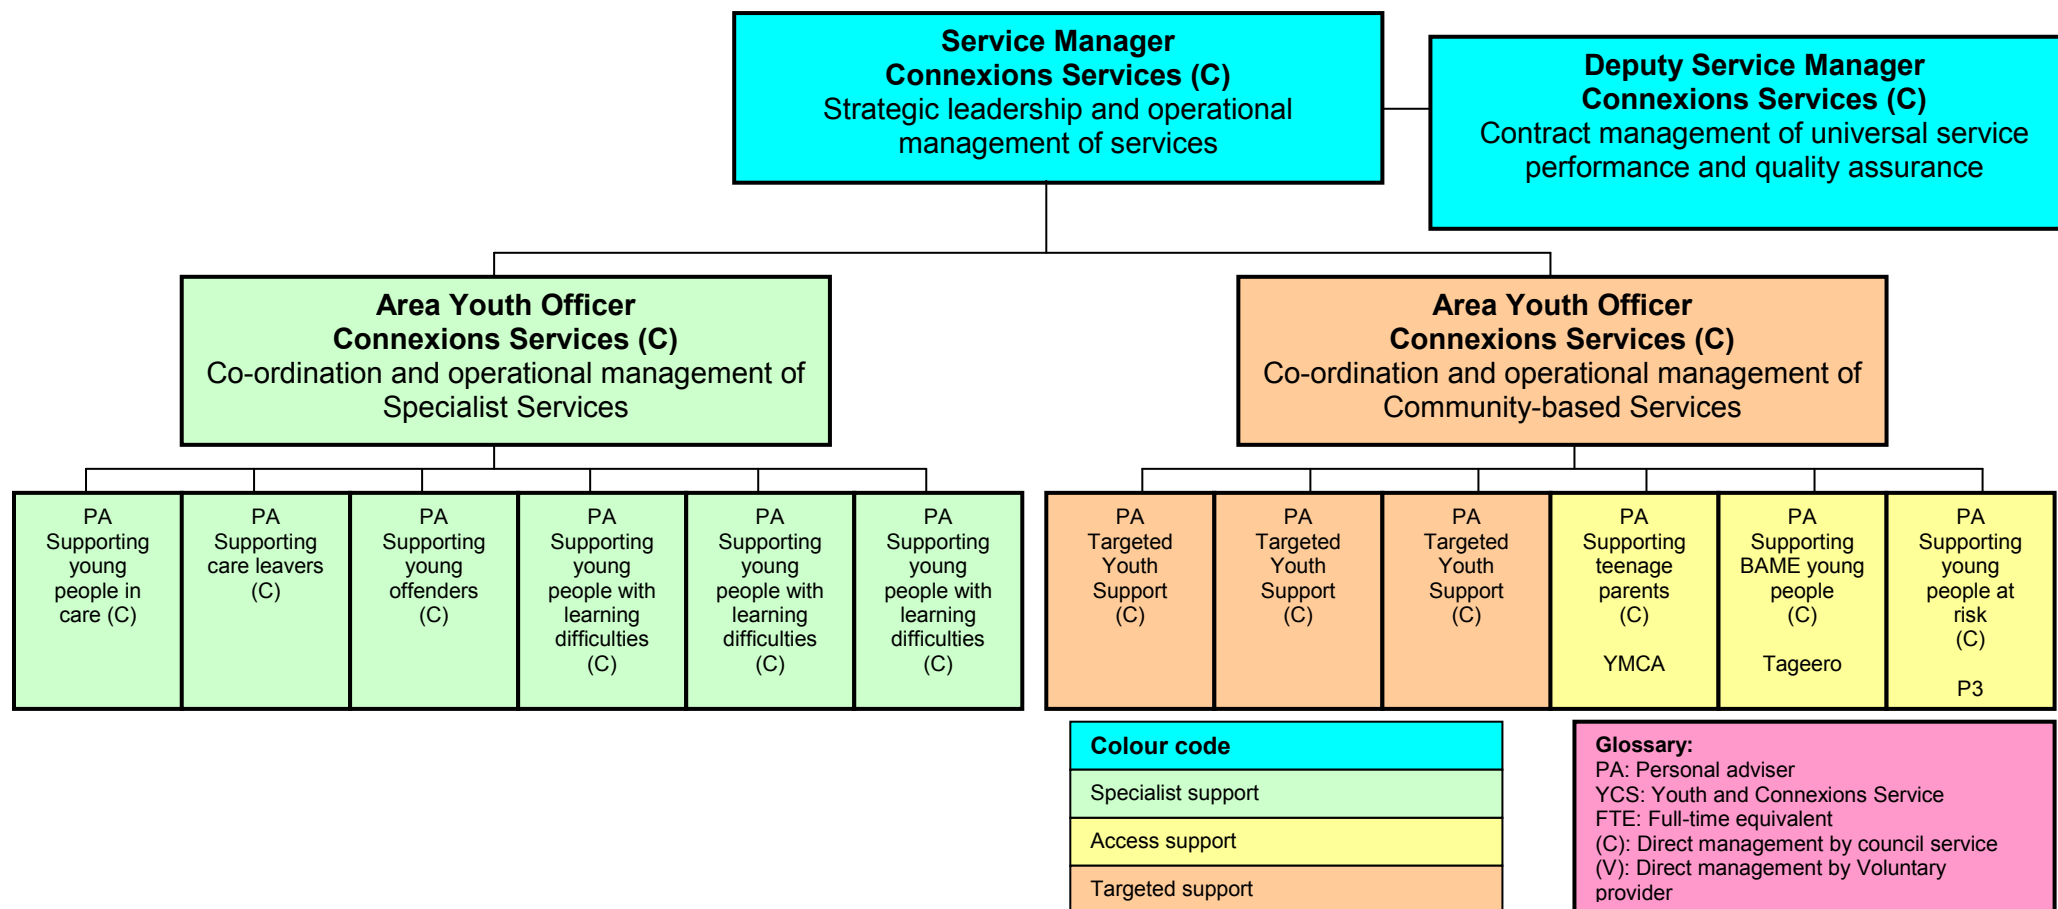 Service Manager
Connexions Services (C)
Strategic leadership and operational
management of services
Deputy Service Manager
Connexions Services (C)
Contract management of universal service
performance and quality assurance
Area Youth Officer
Connexions Services (C)
Co-ordination and operational management of
Specialist Services
Area Youth Officer
Connexions Services (C)
Co-ordination and operational management of
Community-based Services
PA
Supporting
young
people in
care (C)
PA
Supporting
care leavers
(C)
PA
Supporting
young
offenders
(C)
PA
Supporting
young
people with
learning
difficulties
(C)
PA
Supporting
young
people with
learning
difficulties
(C)
PA
Supporting
young
people with
learning
difficulties
(C)
PA
Targeted
Youth
Support
(C)
PA
Targeted
Youth
Support
(C)
PA
Targeted
Youth
Support
(C)
PA
Supporting
teenage
parents
(C)
YMCA
PA
Supporting
BAME young
people
(C)
Tageero
PA
Supporting
young
people at
risk
(C)
P3
Colour code
Specialist support
Access support
Targeted support
Glossary:
PA: Personal adviser
YCS: Youth and Connexions Service
FTE: Full-time equivalent
(C): Direct management by council service
(V): Direct management by Voluntary
provider